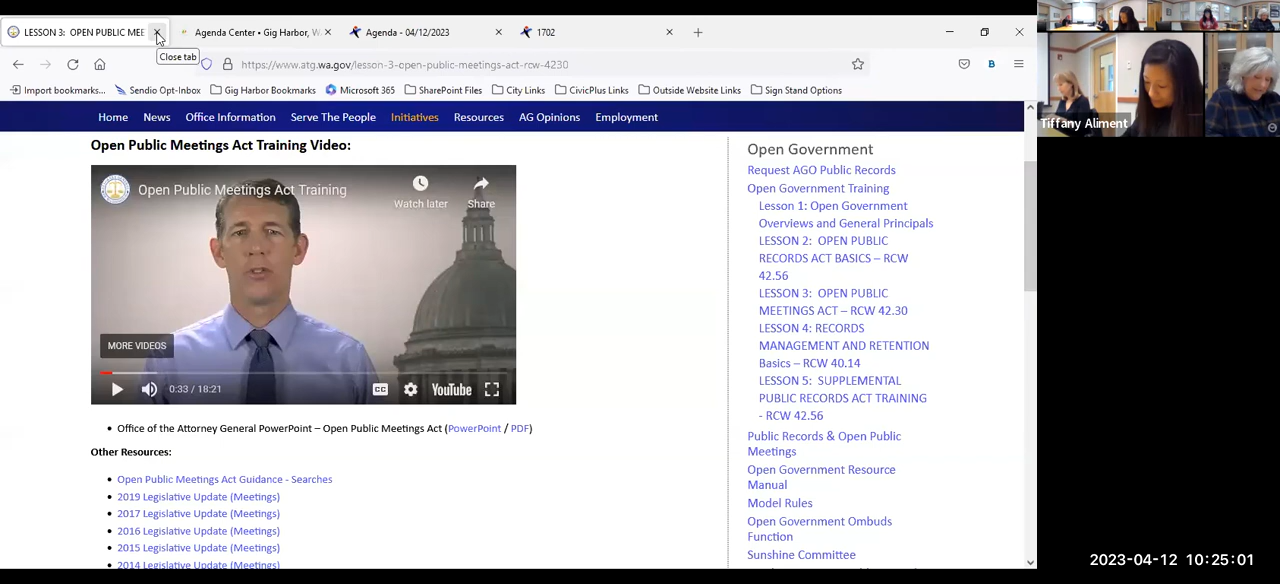 LESSON 3: OPEN PUBLIC MEE
Agenda Center • Gig Harbor, W
Agenda - 04/12/2023
1702
Close tab
https://www.atg.wa.gov/lesson-3-open-public-meetings-act-rcw-4230
Import bookmarks...
Sendio Opt-Inbox
Gig Harbor Bookmarks
Microsoft 365
SharePoint Files
City Links
CivicPlus Links
Outside Website Links
Sign Stand Options
Home News Office Information Serve The People Initiatives Resources AG Opinions Employment
Open Public Meetings Act Training Video:
Open Public Meetings Act Training
Watch later
Share
MORE VIDEOS
0:33 / 18:21
CC
YouTube
• Office of the Attorney General PowerPoint – Open Public Meetings Act (PowerPoint / PDF)
Other Resources:
• Open Public Meetings Act Guidance - Searches
• 2019 Legislative Update (Meetings)
• 2017 Legislative Update (Meetings)
• 2016 Legislative Update (Meetings)
• 2015 Legislative Update (Meetings)
• 2014 Legislative Update (Meetings)
Open Government
Request AGO Public Records
Open Government Training
Lesson 1: Open Government
Overviews and General Principals
LESSON 2: OPEN PUBLIC
RECORDS ACT BASICS – RCW
42.56
LESSON 3: OPEN PUBLIC
MEETINGS ACT – RCW 42.30
LESSON 4: RECORDS
MANAGEMENT AND RETENTION
Basics – RCW 40.14
LESSON 5: SUPPLEMENTAL
PUBLIC RECORDS ACT TRAINING
- RCW 42.56
Public Records & Open Public
Meetings
Open Government Resource
Manual
Model Rules
Open Government Ombuds
Function
Sunshine Committee
Tiffany Aliment
2023-04-12 10:25:01